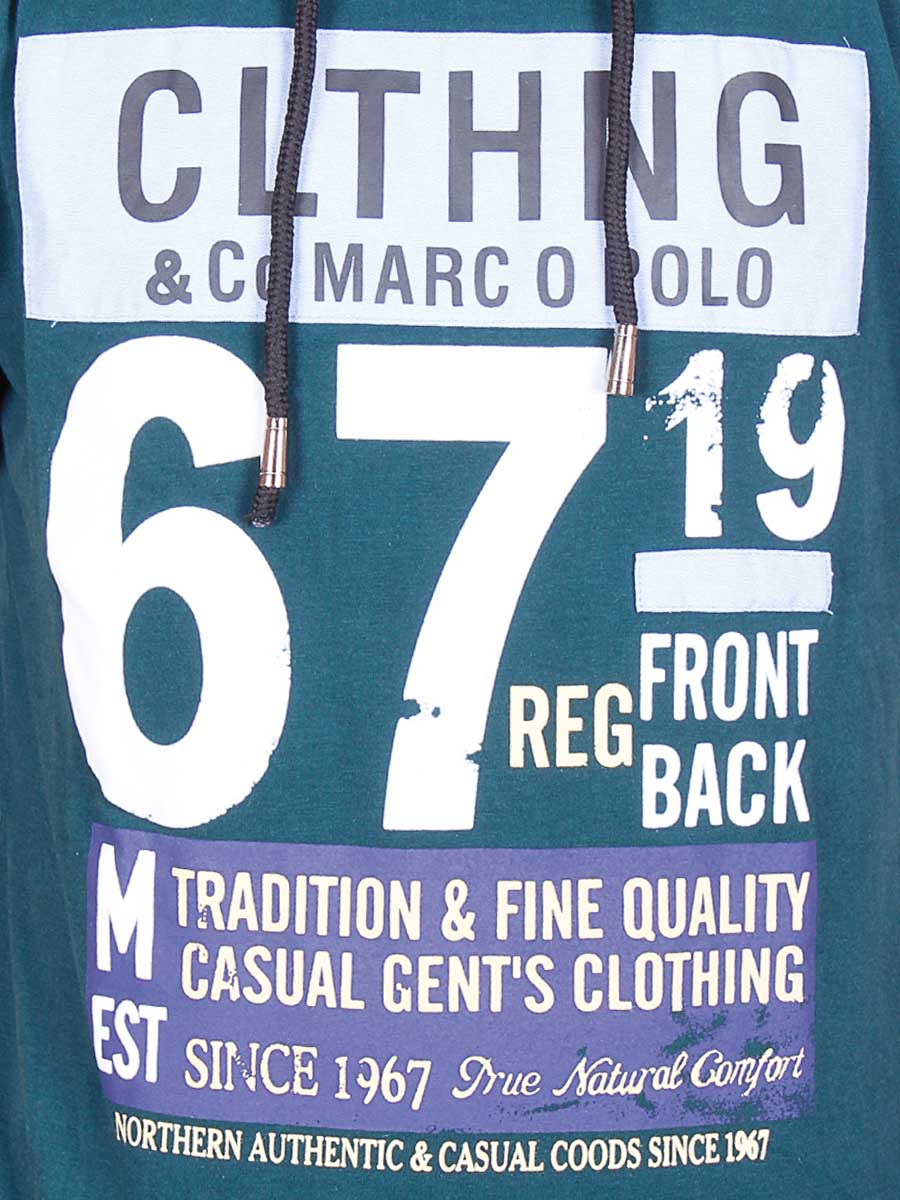 CLTHNG
& Co MARCO POLO
67 19
REG FRONT
BACK
M TRADITION & FINE QUALITY
CASUAL GENT'S CLOTHING
EST SINCE 1967 True Natural Comfort
NORTHERN AUTHENTIC & CASUAL COODS SINCE 1967